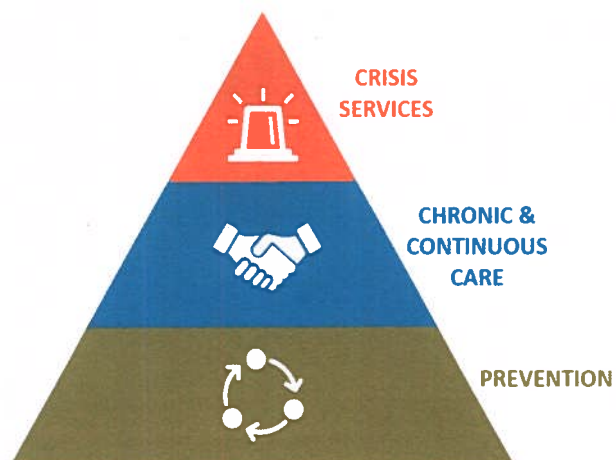 CRISIS
SERVICES
CHRONIC &
CONTINUOUS
CARE
PREVENTION